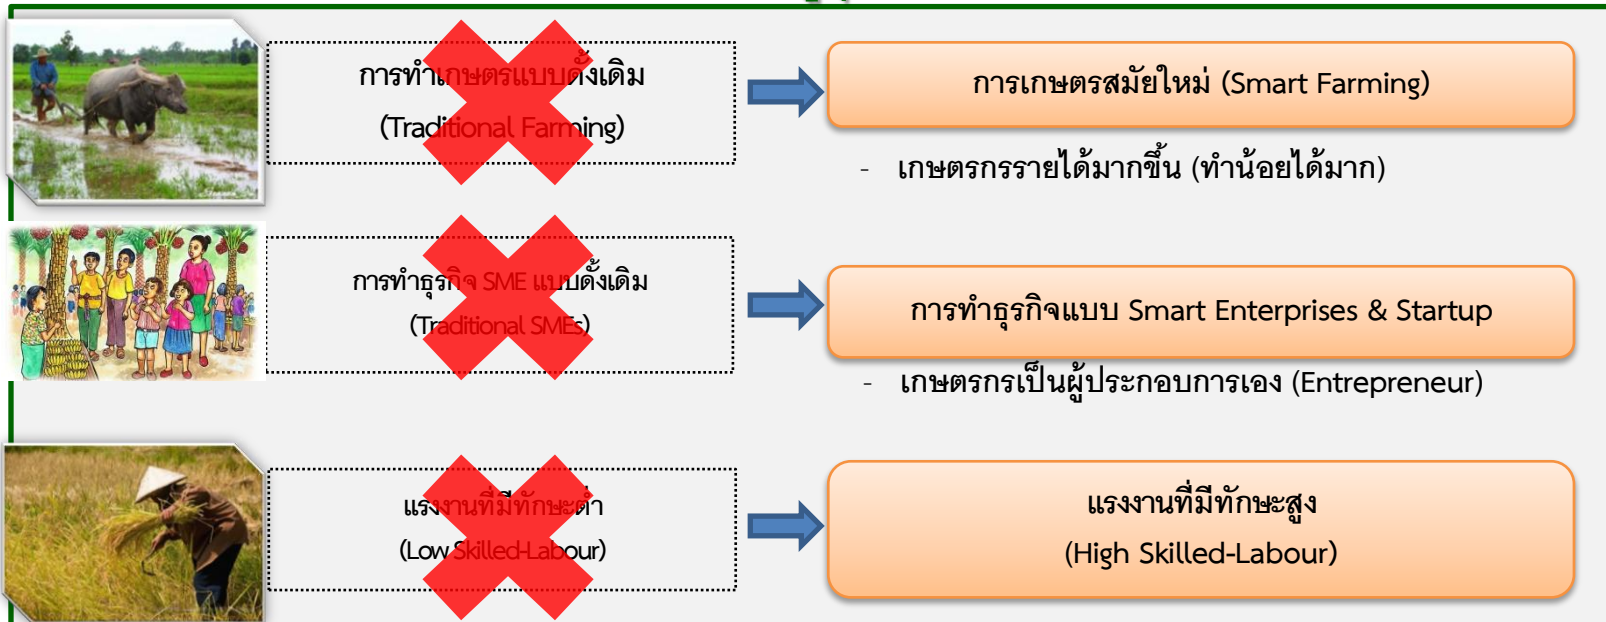 การทำเกษตรแบบดั้งเดิม
(Traditional Farming)
การเกษตรสมัยใหม่ (Smart Farming)
- เกษตรกรรายได้มากขึ้น (ทำน้อยได้มาก)
การทำธุรกิจ SME แบบดั้งเดิม
(Traditional SMEs)
การทำธุรกิจแบบ Smart Enterprises & Startup
- เกษตรกรเป็นผู้ประกอบการเอง (Entrepreneur)
แรงงานที่มีทักษะต่ำ
(Low Skilled-Labour)
แรงงานที่มีทักษะสูง
(High Skilled-Labour)